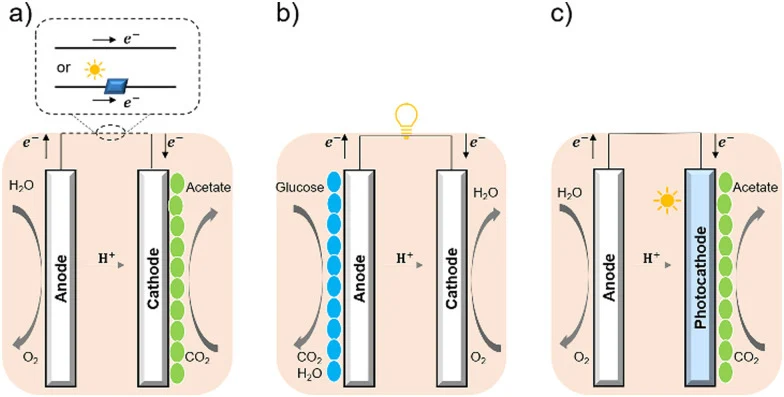 a)
e⁻
or
e⁻
e⁻
e⁻
H₂O
Acetate
Anode
H⁺
Cathode
O₂
CO₂
b)
e⁻
e⁻
Glucose
H₂O
Anode
H⁺
Cathode
CO₂
H₂O
O₂
c)
e⁻
e⁻
H₂O
Acetate
Anode
H⁺
Photocathode
O₂
CO₂